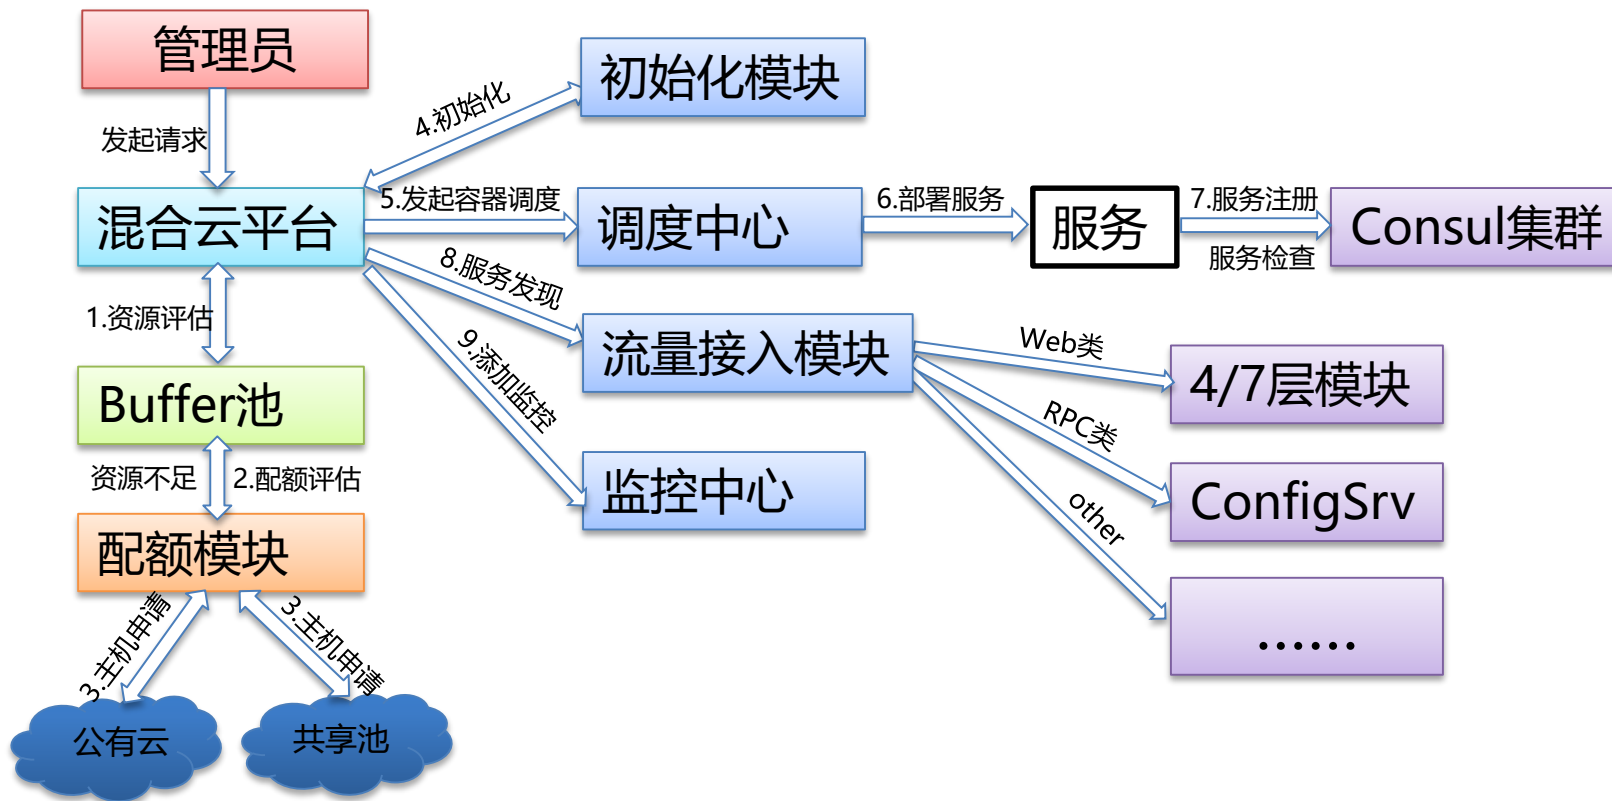 管理员
初始化模块
4.初始化
发起请求
混合云平台
5.发起容器调度
调度中心
6.部署服务
服务
7.服务注册
服务检查
Consul集群
8.服务发现
1.资源评估
9.添加监控
流量接入模块
Web类
4/7层模块
Buffer池
RPC类
资源不足
2.配额评估
监控中心
other
ConfigSrv
配额模块
3.主机申请
3.主机申请
......
公有云
共享池